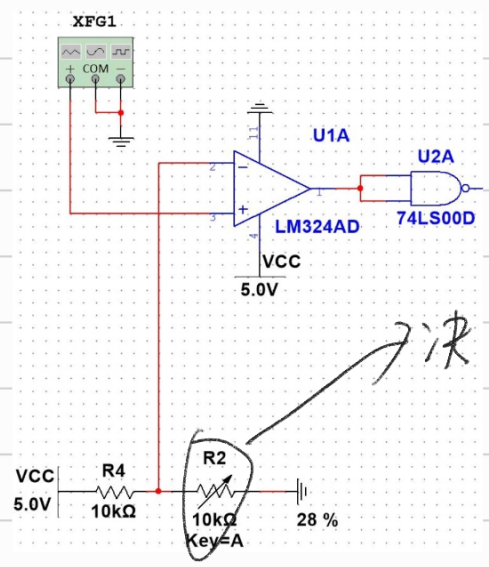 XFG1
+ COM −
11
U1A
U2A
2
−
1
+
3
LM324AD
74LS00D
4
VCC
5.0V
VCC
5.0V
R4
10kΩ
R2
10kΩ
Key=A
28 %